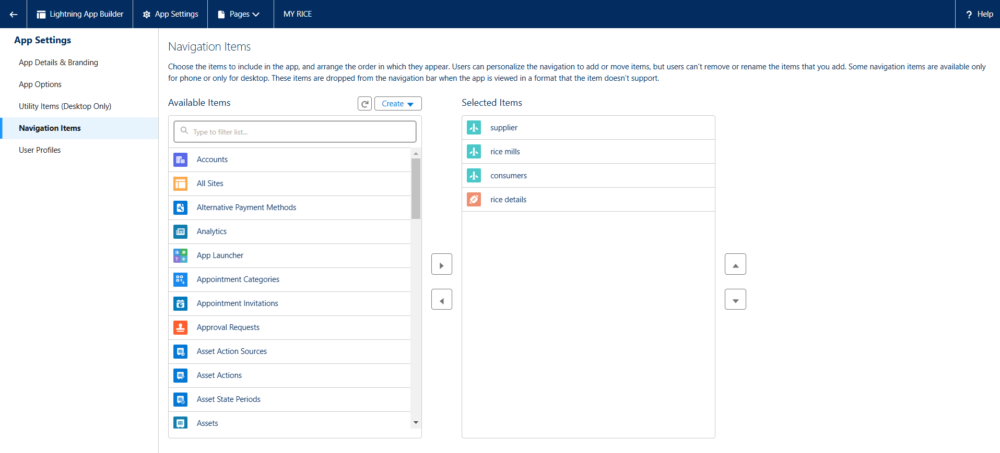 Lightning App Builder
App Settings
Pages
MY RICE
? Help
App Settings
App Details & Branding
App Options
Utility Items (Desktop Only)
Navigation Items
User Profiles
Navigation Items
Choose the items to include in the app, and arrange the order in which they appear. Users can personalize the navigation to add or move items, but users can't remove or rename the items that you add. Some navigation items are available only
for phone or only for desktop. These items are dropped from the navigation bar when the app is viewed in a format that the item doesn’t support.
Available Items
Create
Type to filter list...
Accounts
All Sites
Alternative Payment Methods
Analytics
App Launcher
Appointment Categories
Appointment Invitations
Approval Requests
Asset Action Sources
Asset Actions
Asset State Periods
Assets
Selected Items
supplier
rice mills
consumers
rice details